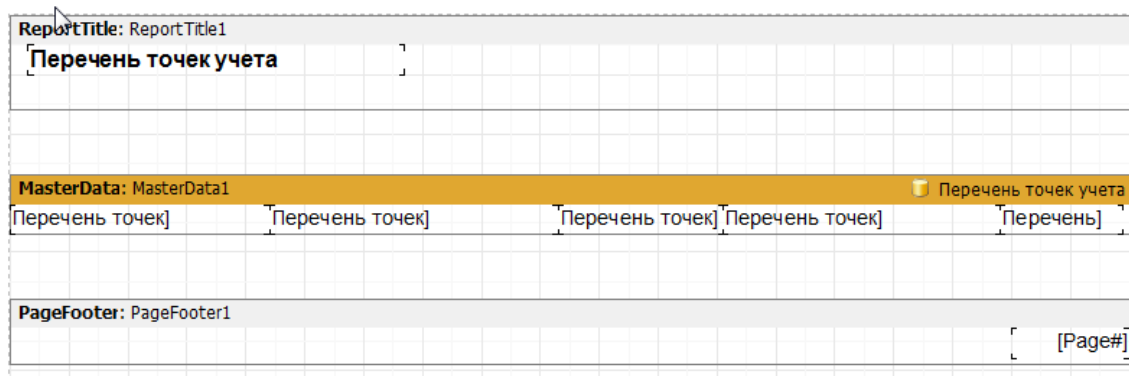 ReportTitle: ReportTitle1
Перечень точек учета
MasterData: MasterData1 Перечень точек учета
Перечень точек] Перечень точек] Перечень точек] Перечень точек] Перечень]
PageFooter: PageFooter1
[Page#]